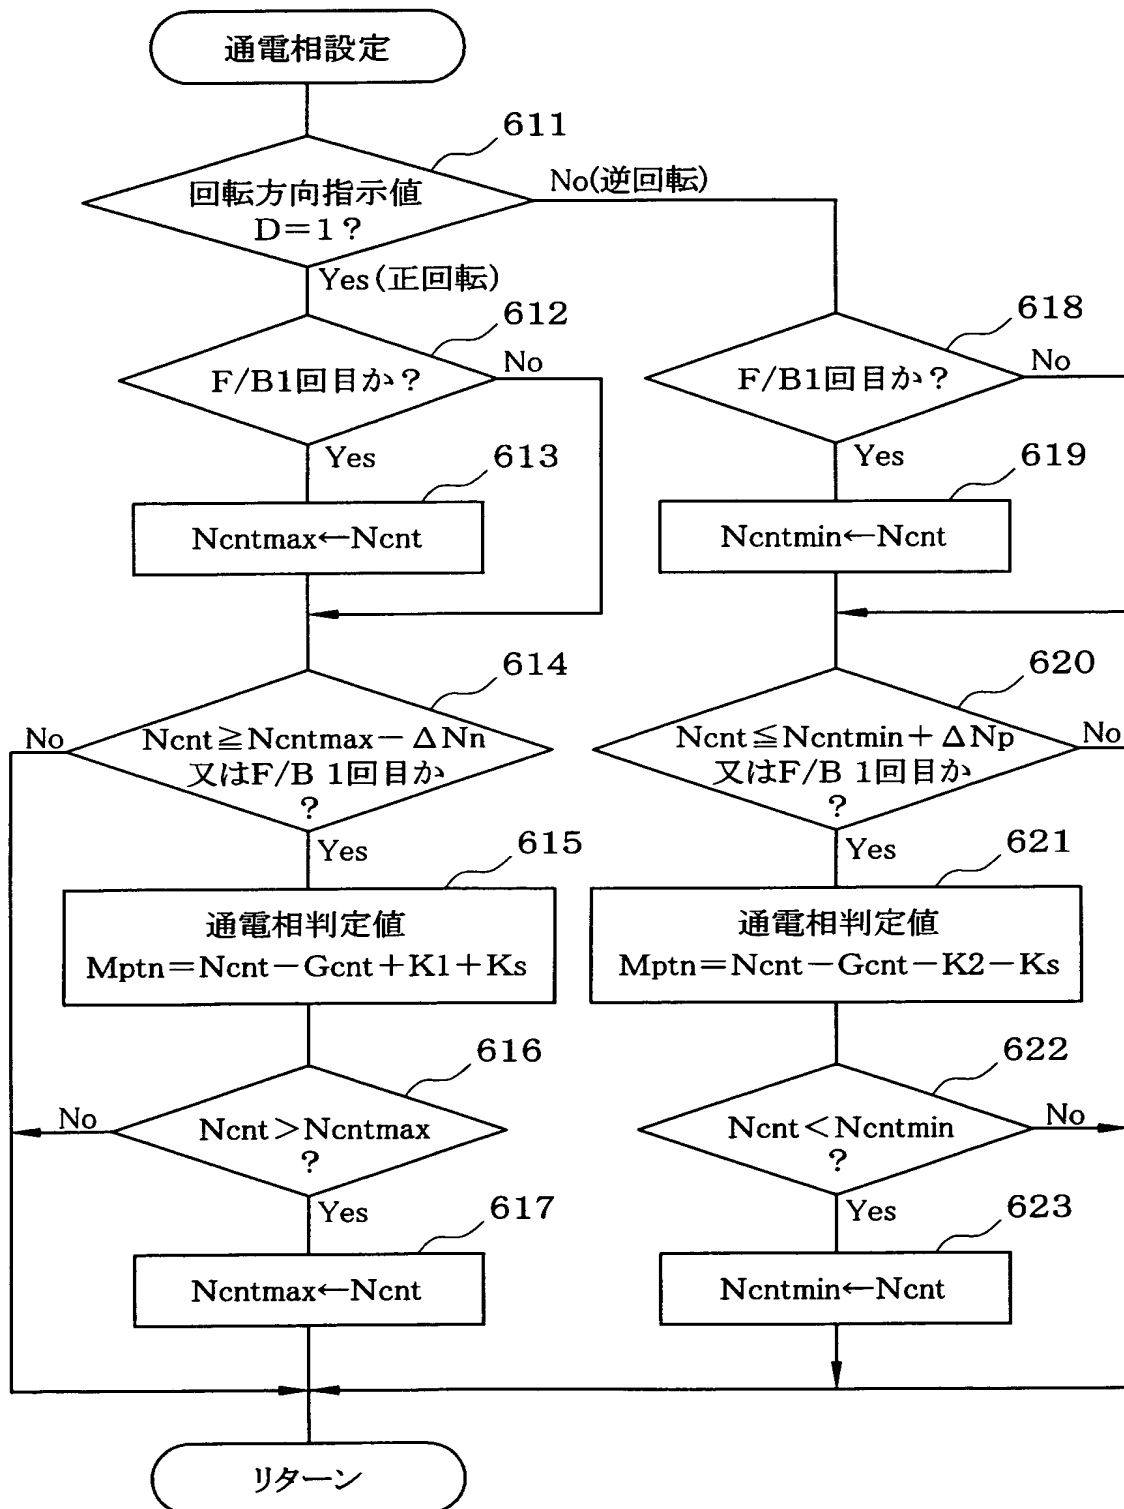 通電相設定
611
回転方向指示値
D=1?
No(逆回転)
Yes(正回転)
612
F/B1回目か?
No
Yes
613
Ncntmax←Ncnt
614
Ncnt≧Ncntmax−ΔNn
又はF/B 1回目か
?
No
Yes
615
通電相判定値
Mptn=Ncnt−Gcnt+K1+Ks
616
Ncnt>Ncntmax
?
No
Yes
617
Ncntmax←Ncnt
618
F/B1回目か?
No
Yes
619
Ncntmin←Ncnt
620
Ncnt≦Ncntmin+ΔNp
又はF/B 1回目か
?
No
Yes
621
通電相判定値
Mptn=Ncnt−Gcnt−K2−Ks
622
Ncnt<Ncntmin
?
No
Yes
623
Ncntmin←Ncnt
リターン